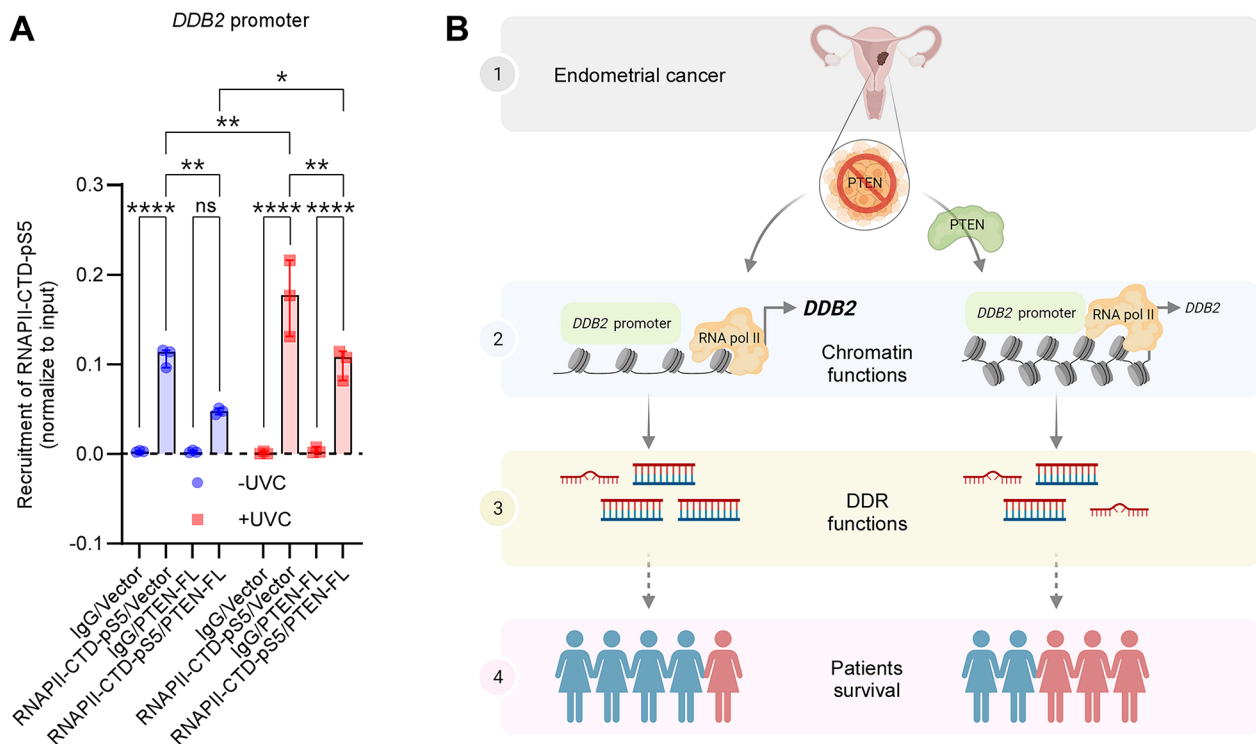 A
DDB2 promoter
*
**
**
**
****
ns
****
****
Recruitment of RNAPII-CTD-pS5
(normalize to input)
0.3
0.2
0.1
0.0
-0.1
-UVC
+UVC
IgG/Vector
RNAPII-CTD-pS5/Vector
IgG/PTEN-FL
RNAPII-CTD-pS5/PTEN-FL
IgG/Vector
RNAPII-CTD-pS5/Vector
IgG/PTEN-FL
RNAPII-CTD-pS5/PTEN-FL
B
1
Endometrial cancer
PTEN
PTEN
2
DDB2 promoter
RNA pol II
DDB2
Chromatin
functions
DDB2 promoter
RNA pol II
DDB2
3
DDR
functions
4
Patients
survival